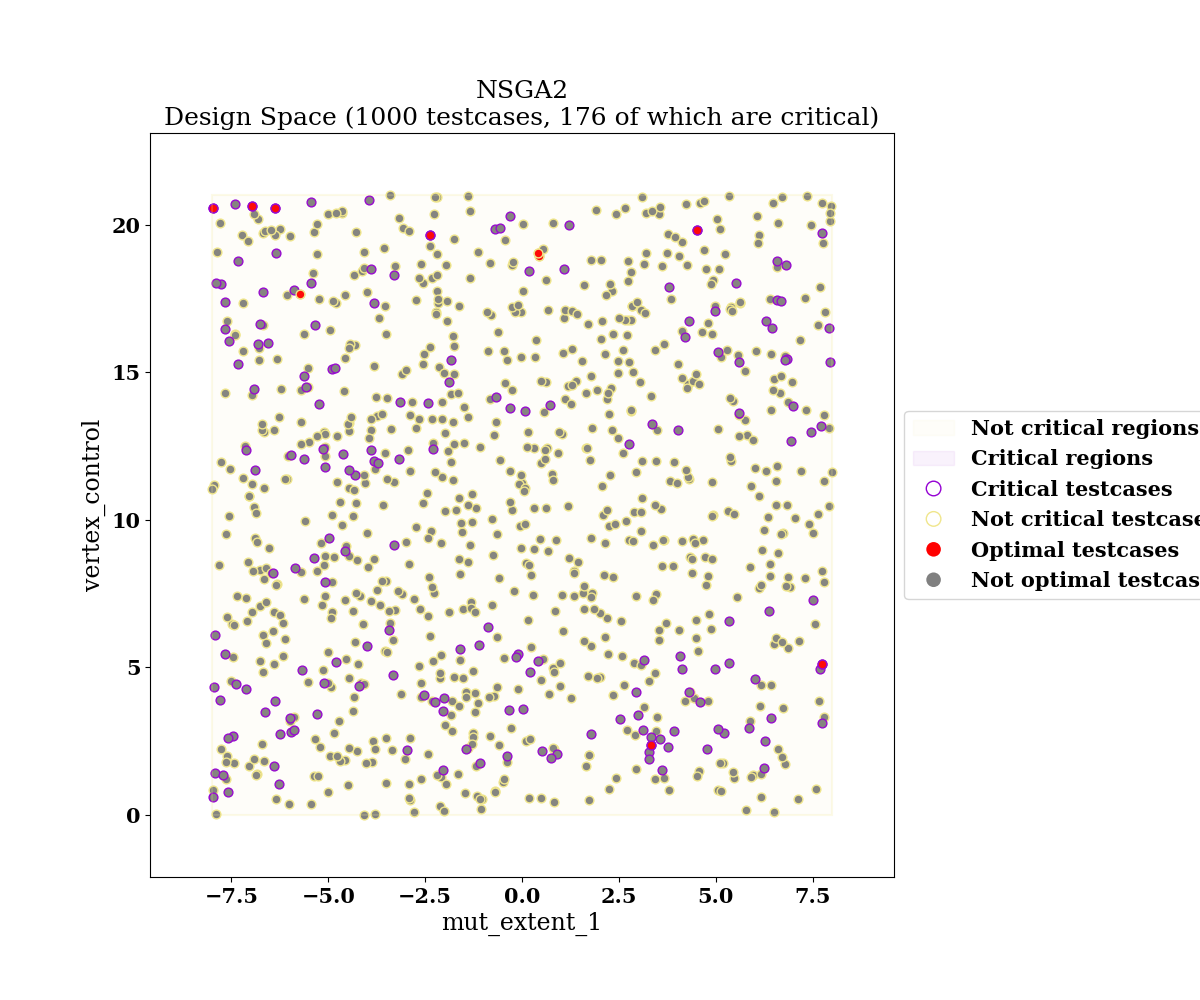 NSGA2
Design Space (1000 testcases, 176 of which are critical)
20
15
10
5
0
vertex_control
−7.5
−5.0
−2.5
0.0
2.5
5.0
7.5
mut_extent_1
Not critical regions
Critical regions
Critical testcases
Not critical testcase
Optimal testcases
Not optimal testcas